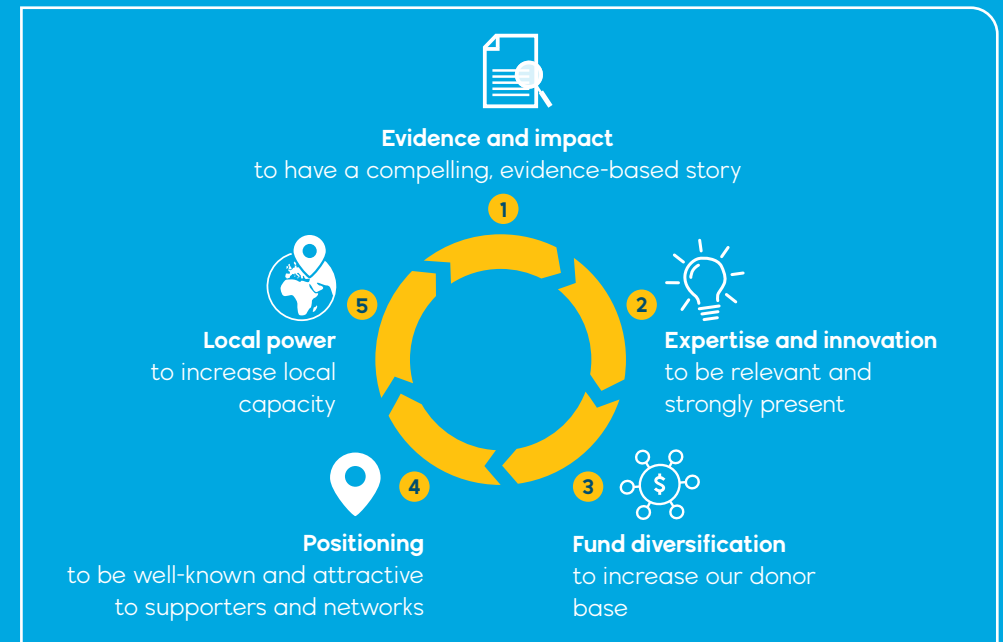 Evidence and impact
to have a compelling, evidence-based story
1
2
Expertise and innovation
to be relevant and
strongly present
3
$
Fund diversification
to increase our donor
base
4
Positioning
to be well-known and attractive
to supporters and networks
5
Local power
to increase local
capacity